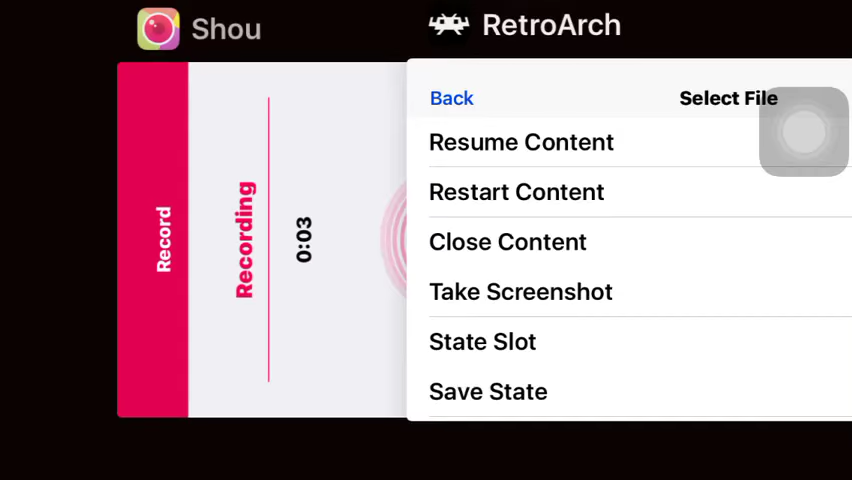 Shou
RetroArch
Record
Recording
0:03
Back
Select File
Resume Content
Restart Content
Close Content
Take Screenshot
State Slot
Save State